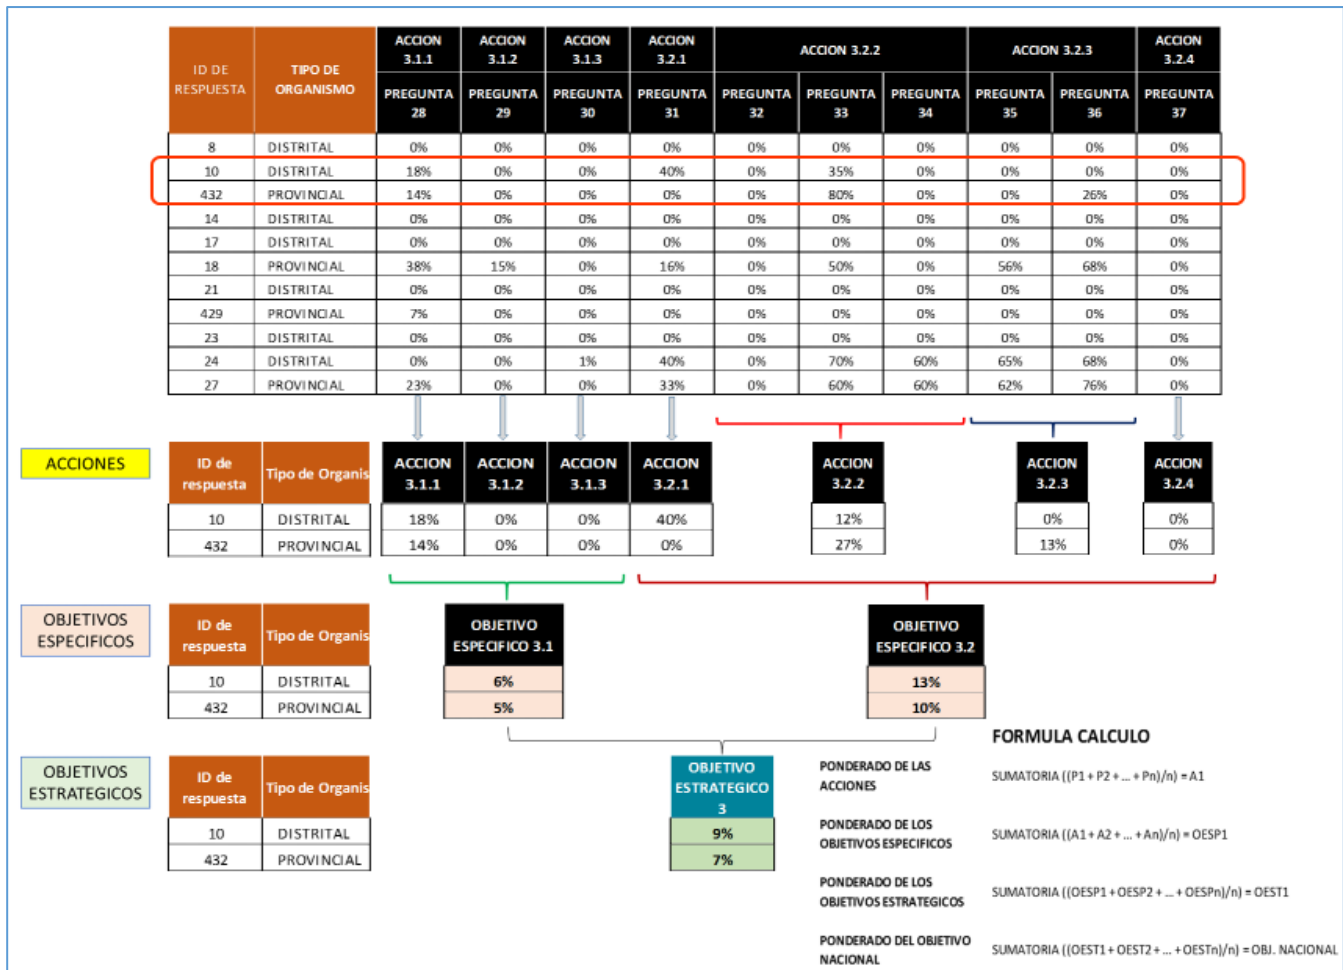 ID DE RESPUESTA | TIPO DE ORGANISMO | ACCION 3.1.1 | ACCION 3.1.2 | ACCION 3.1.3 | ACCION 3.2.1 | ACCION 3.2.2 | ACCION 3.2.3 | ACCION 3.2.4
PREGUNTA 28 | PREGUNTA 29 | PREGUNTA 30 | PREGUNTA 31 | PREGUNTA 32 | PREGUNTA 33 | PREGUNTA 34 | PREGUNTA 35 | PREGUNTA 36 | PREGUNTA 37
8 | DISTRITAL | 0% | 0% | 0% | 0% | 0% | 0% | 0% | 0% | 0% | 0%
10 | DISTRITAL | 18% | 0% | 0% | 40% | 0% | 35% | 0% | 0% | 0% | 0%
432 | PROVINCIAL | 14% | 0% | 0% | 0% | 0% | 80% | 0% | 0% | 26% | 0%
14 | DISTRITAL | 0% | 0% | 0% | 0% | 0% | 0% | 0% | 0% | 0% | 0%
17 | DISTRITAL | 0% | 0% | 0% | 0% | 0% | 0% | 0% | 0% | 0% | 0%
18 | PROVINCIAL | 38% | 15% | 0% | 16% | 0% | 50% | 0% | 56% | 68% | 0%
21 | DISTRITAL | 0% | 0% | 0% | 0% | 0% | 0% | 0% | 0% | 0% | 0%
429 | PROVINCIAL | 7% | 0% | 0% | 0% | 0% | 0% | 0% | 0% | 0% | 0%
23 | DISTRITAL | 0% | 0% | 0% | 0% | 0% | 0% | 0% | 0% | 0% | 0%
24 | DISTRITAL | 0% | 0% | 1% | 40% | 0% | 70% | 60% | 65% | 68% | 0%
27 | PROVINCIAL | 23% | 0% | 0% | 33% | 0% | 60% | 60% | 62% | 76% | 0%
ACCIONES
ID de respuesta | Tipo de Organis | ACCION 3.1.1 | ACCION 3.1.2 | ACCION 3.1.3 | ACCION 3.2.1 | ACCION 3.2.2 | ACCION 3.2.3 | ACCION 3.2.4
10 | DISTRITAL | 18% | 0% | 0% | 40% | 12% | 0% | 0%
432 | PROVINCIAL | 14% | 0% | 0% | 0% | 27% | 13% | 0%
OBJETIVOS
ESPECIFICOS
ID de respuesta | Tipo de Organis | OBJETIVO ESPECIFICO 3.1 | OBJETIVO ESPECIFICO 3.2
10 | DISTRITAL | 6% | 13%
432 | PROVINCIAL | 5% | 10%
OBJETIVOS
ESTRATEGICOS
ID de respuesta | Tipo de Organis | OBJETIVO ESTRATEGICO 3
10 | DISTRITAL | 9%
432 | PROVINCIAL | 7%
FORMULA CALCULO
PONDERADO DE LAS ACCIONES | SUMATORIA ((P1 + P2 + ... + Pn)/n) = A1
PONDERADO DE LOS OBJETIVOS ESPECIFICOS | SUMATORIA ((A1 + A2 + ... + An)/n) = OESP1
PONDERADO DE LOS OBJETIVOS ESTRATEGICOS | SUMATORIA ((OESP1 + OESP2 + ... + OESPn)/n) = OEST1
PONDERADO DEL OBJETIVO NACIONAL | SUMATORIA ((OEST1 + OEST2 + ... + OESTn)/n) = OBJ. NACIONAL